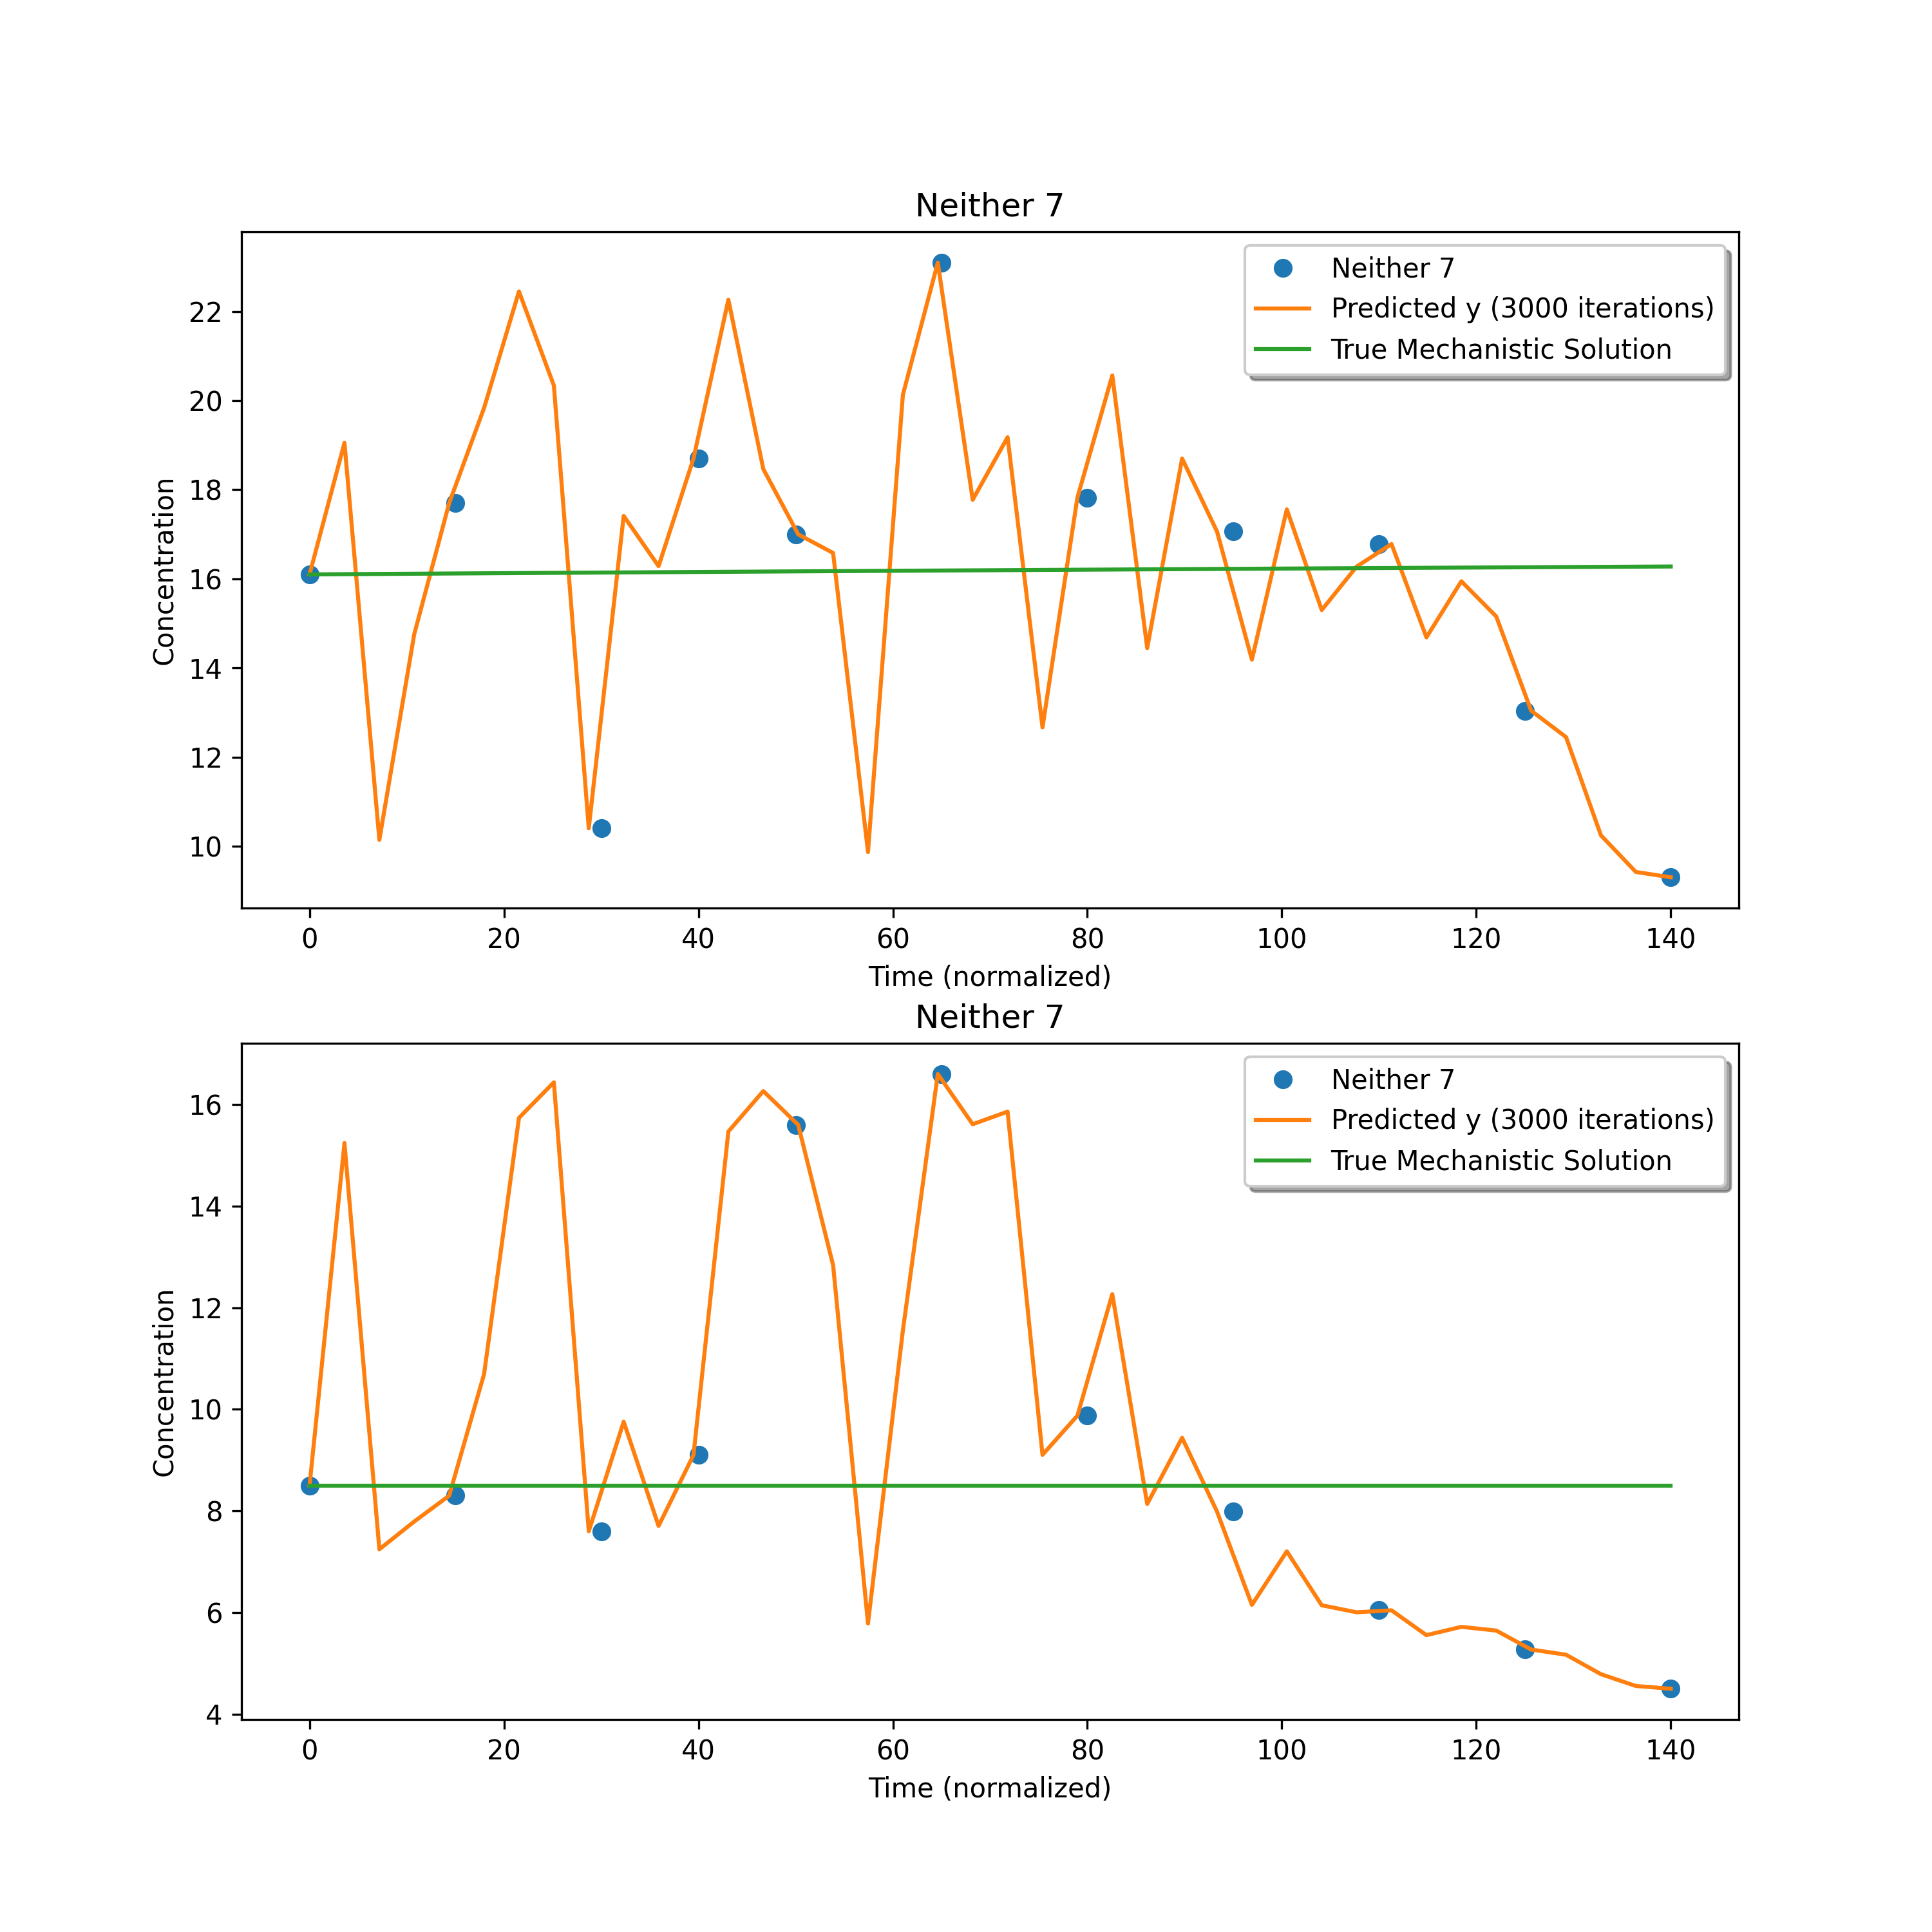 Neither 7
Neither 7
Predicted y (3000 iterations)
True Mechanistic Solution
22
20
18
16
14
12
10
Concentration
0 20 40 60 80 100 120 140
Time (normalized)
Neither 7
Neither 7
Predicted y (3000 iterations)
True Mechanistic Solution
16
14
12
10
8
6
4
Concentration
0 20 40 60 80 100 120 140
Time (normalized)